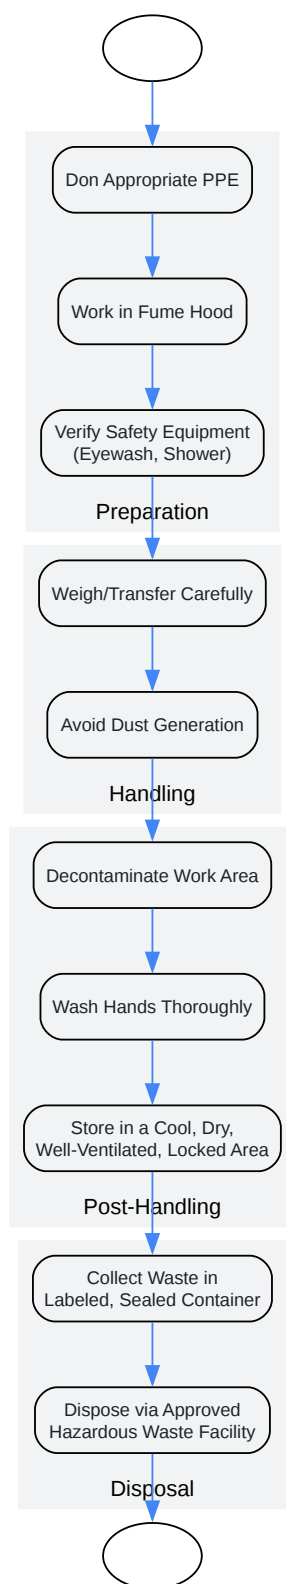 Don Appropriate PPE
Work in Fume Hood
Verify Safety Equipment
(Eyewash, Shower)
Preparation
Weigh/Transfer Carefully
Avoid Dust Generation
Handling
Decontaminate Work Area
Wash Hands Thoroughly
Store in a Cool, Dry,
Well-Ventilated, Locked Area
Post-Handling
Collect Waste in
Labeled, Sealed Container
Dispose via Approved
Hazardous Waste Facility
Disposal